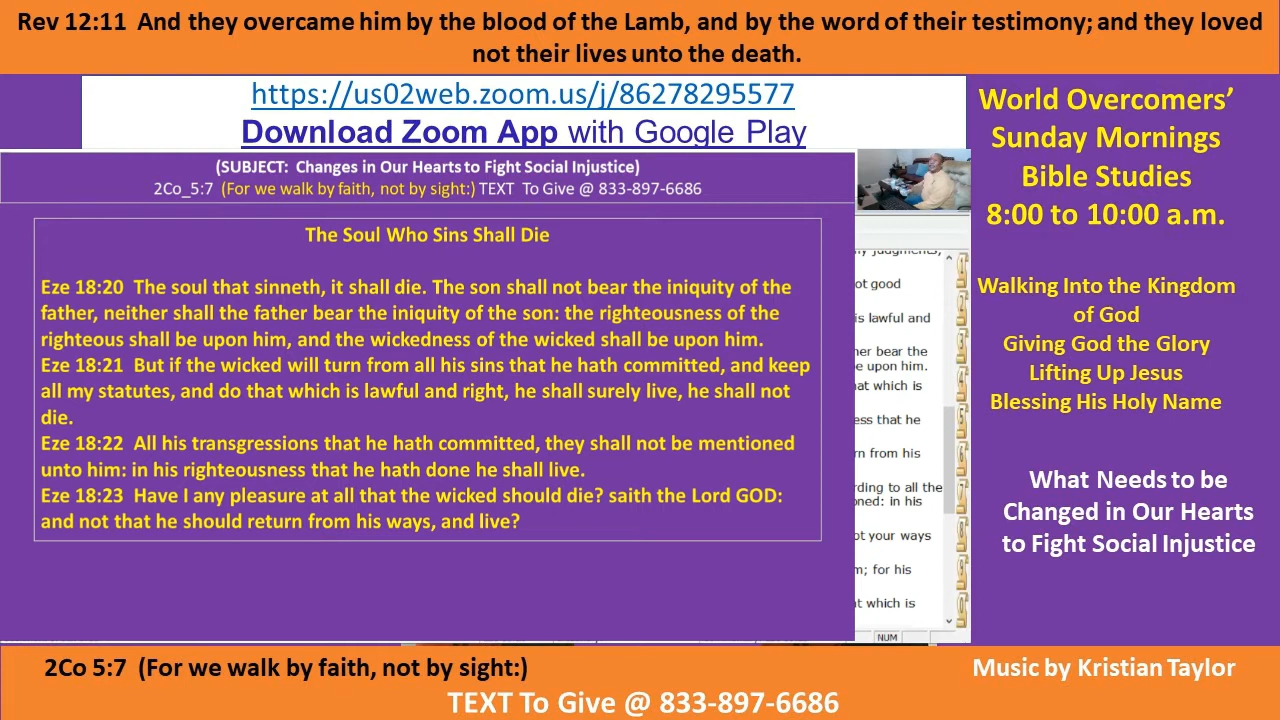 Rev 12:11 And they overcame him by the blood of the Lamb, and by the word of their testimony; and they loved
not their lives unto the death.
https://us02web.zoom.us/j/86278295577
Download Zoom App with Google Play
(SUBJECT: Changes in Our Hearts to Fight Social Injustice)
2Co_5:7 (For we walk by faith, not by sight:) TEXT To Give @ 833-897-6686
The Soul Who Sins Shall Die
Eze 18:20 The soul that sinneth, it shall die. The son shall not bear the iniquity of the
father, neither shall the father bear the iniquity of the son: the righteousness of the
righteous shall be upon him, and the wickedness of the wicked shall be upon him.
Eze 18:21 But if the wicked will turn from all his sins that he hath committed, and keep
all my statutes, and do that which is lawful and right, he shall surely live, he shall not
die.
Eze 18:22 All his transgressions that he hath committed, they shall not be mentioned
unto him: in his righteousness that he hath done he shall live.
Eze 18:23 Have I any pleasure at all that the wicked should die? saith the Lord GOD:
and not that he should return from his ways, and live?
good
is lawful and
bear the
upon him.
that which is
that he
from his
according to all the
in his
your ways
for his
which is
NUM
World Overcomers’
Sunday Mornings
Bible Studies
8:00 to 10:00 a.m.
Walking Into the Kingdom
of God
Giving God the Glory
Lifting Up Jesus
Blessing His Holy Name
What Needs to be
Changed in Our Hearts
to Fight Social Injustice
2Co 5:7 (For we walk by faith, not by sight:)
Music by Kristian Taylor
TEXT To Give @ 833-897-6686